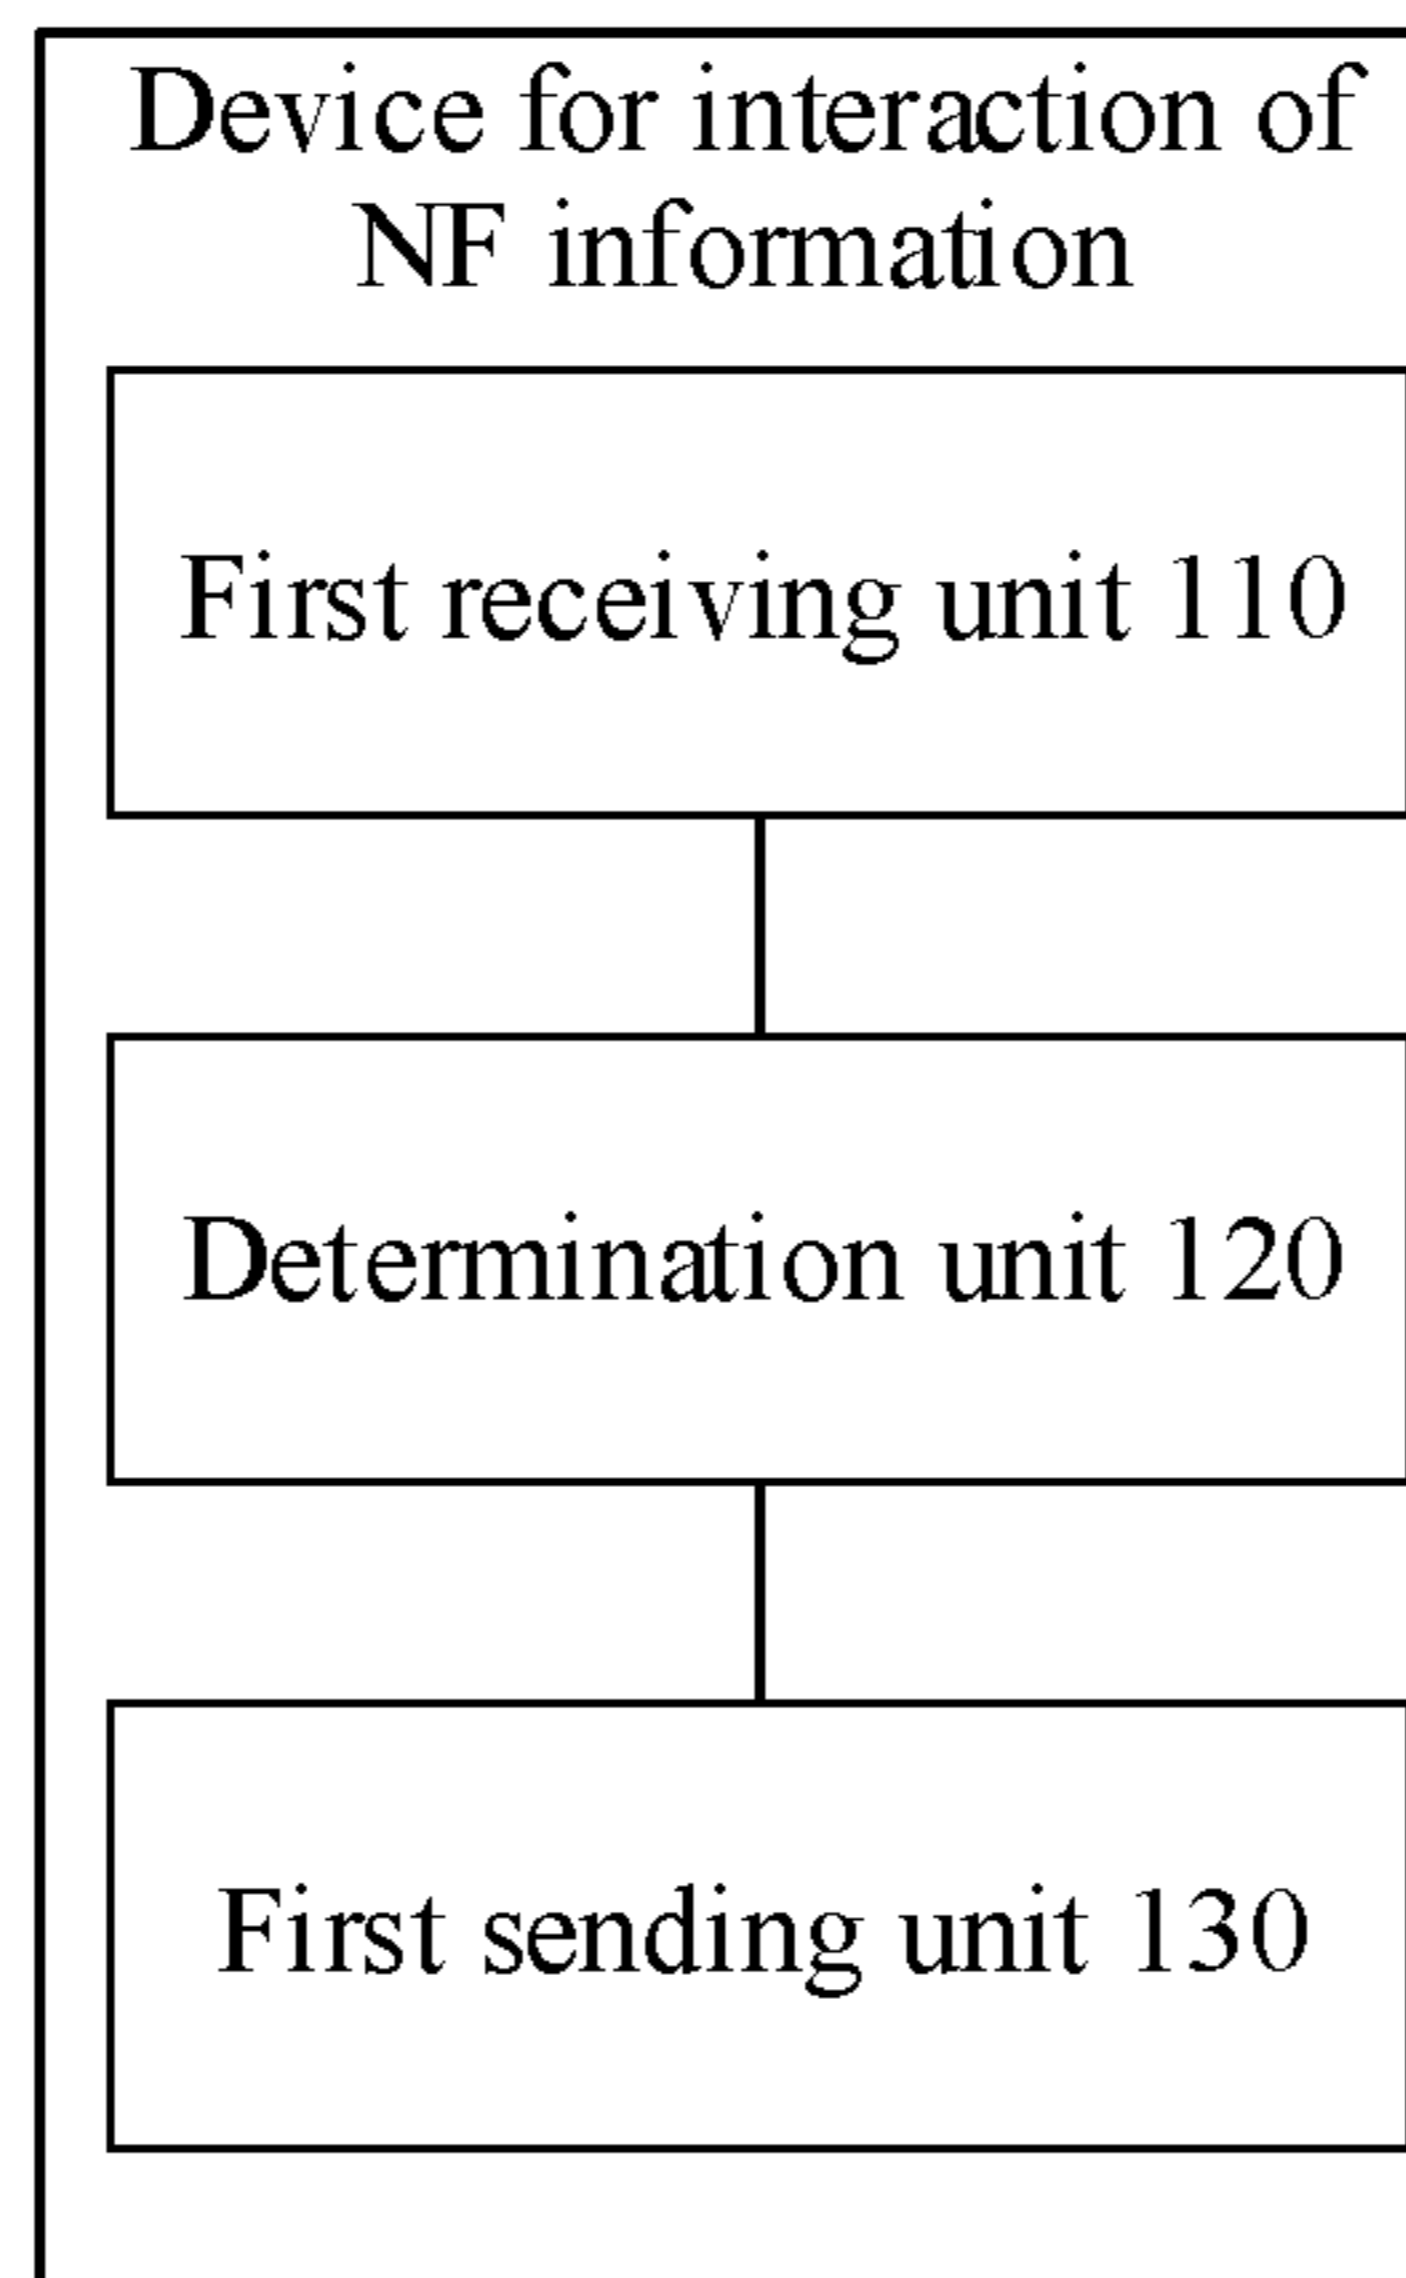 Device for interaction of
NF information
First receiving unit 110
Determination unit 120
First sending unit 130